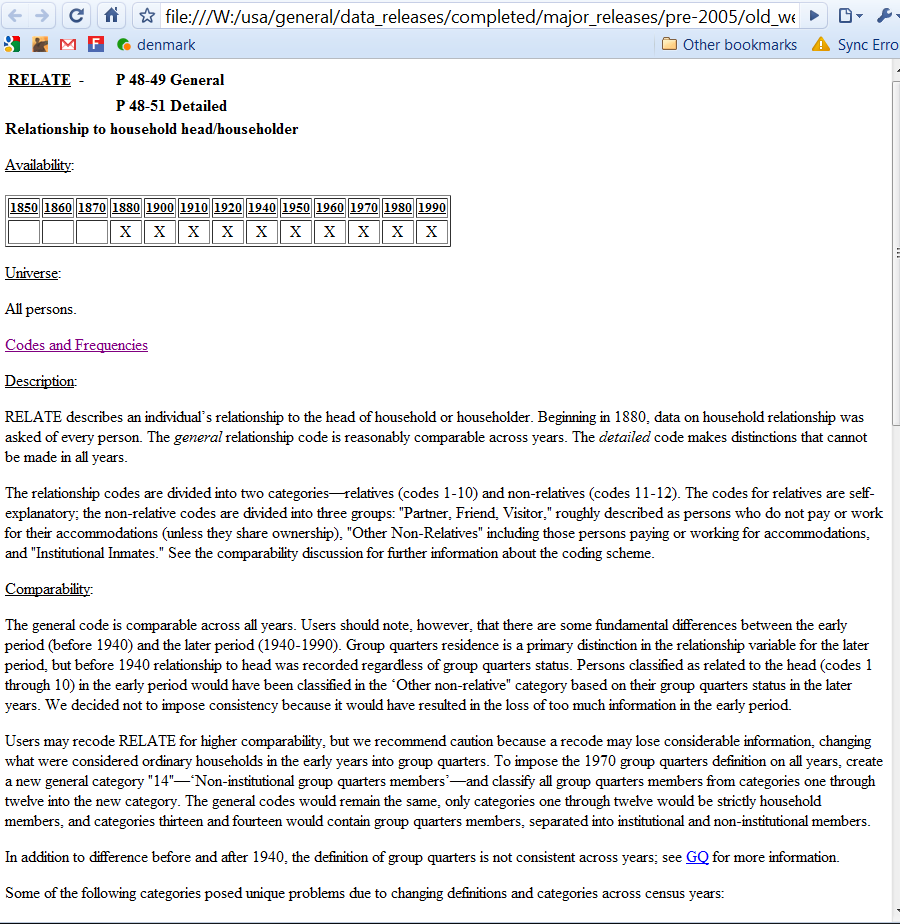 file:///W:/usa/general/data_releases/completed/major_releases/pre-2005/old_we
denmark Other bookmarks Sync Erro
RELATE - P 48-49 General
P 48-51 Detailed
Relationship to household head/householder
Availability:
1850 1860 1870 1880 1900 1910 1920 1940 1950 1960 1970 1980 1990
X X X X X X X X X X
Universe:
All persons.
Codes and Frequencies
Description:
RELATE describes an individual's relationship to the head of household or householder. Beginning in 1880, data on household relationship was
asked of every person. The general relationship code is reasonably comparable across years. The detailed code makes distinctions that cannot
be made in all years.
The relationship codes are divided into two categories—relatives (codes 1-10) and non-relatives (codes 11-12). The codes for relatives are self-
explanatory; the non-relative codes are divided into three groups: "Partner, Friend, Visitor," roughly described as persons who do not pay or work
for their accommodations (unless they share ownership), "Other Non-Relatives" including those persons paying or working for accommodations,
and "Institutional Inmates." See the comparability discussion for further information about the coding scheme.
Comparability:
The general code is comparable across all years. Users should note, however, that there are some fundamental differences between the early
period (before 1940) and the later period (1940-1990). Group quarters residence is a primary distinction in the relationship variable for the later
period, but before 1940 relationship to head was recorded regardless of group quarters status. Persons classified as related to the head (codes 1
through 10) in the early period would have been classified in the ‘Other non-relative" category based on their group quarters status in the later
years. We decided not to impose consistency because it would have resulted in the loss of too much information in the early period.
Users may recode RELATE for higher comparability, but we recommend caution because a recode may lose considerable information, changing
what were considered ordinary households in the early years into group quarters. To impose the 1970 group quarters definition on all years, create
a new general category "14"—‘Non-institutional group quarters members’—and classify all group quarters members from categories one through
twelve into the new category. The general codes would remain the same, only categories one through twelve would be strictly household
members, and categories thirteen and fourteen would contain group quarters members, separated into institutional and non-institutional members.
In addition to difference before and after 1940, the definition of group quarters is not consistent across years; see GQ for more information.
Some of the following categories posed unique problems due to changing definitions and categories across census years: